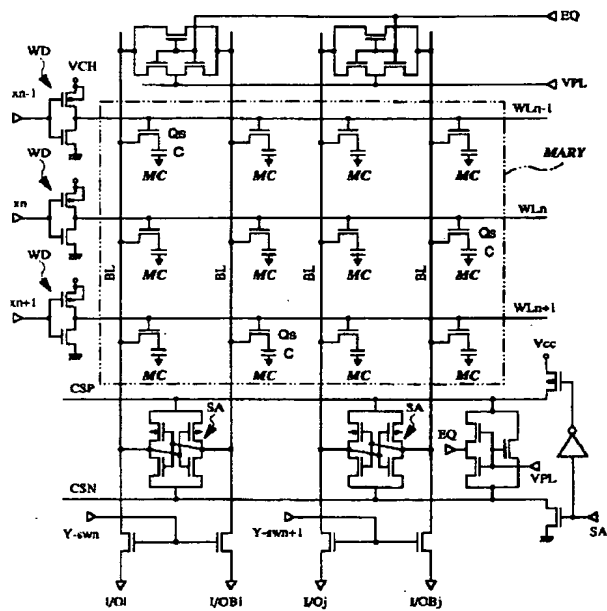 EQ
WD
VCH
xn-1
VPL
WLn-1
Qs
C
MC MC MC MC
MARY
WD
xn
WLn
Qs
C
BL BL BL BL
MC MC MC MC
WD
xn+1
WLn+1
Qs
C
MC MC MC MC
Vcc
CSP
SA SA
EQ
VPL
CSN
Y-swn Y-swn+1
SA
I/Oi I/OBi I/Oj I/OBj